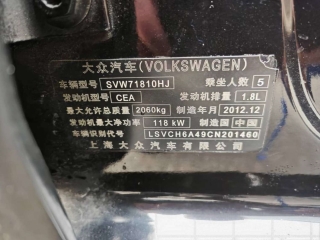 大众汽车(VOLKSWAGEN)
车辆型号 SVW71810HJ 乘坐人数 5
发动机型号 CEA 发动机排量 1.8L
最大允许总质量 2060kg 制造年月 2012.12
发动机最大净功率 118 kW 制造国 中国
车辆识别代号 LSVCH6A49CN201460
上海大众汽车有限公司